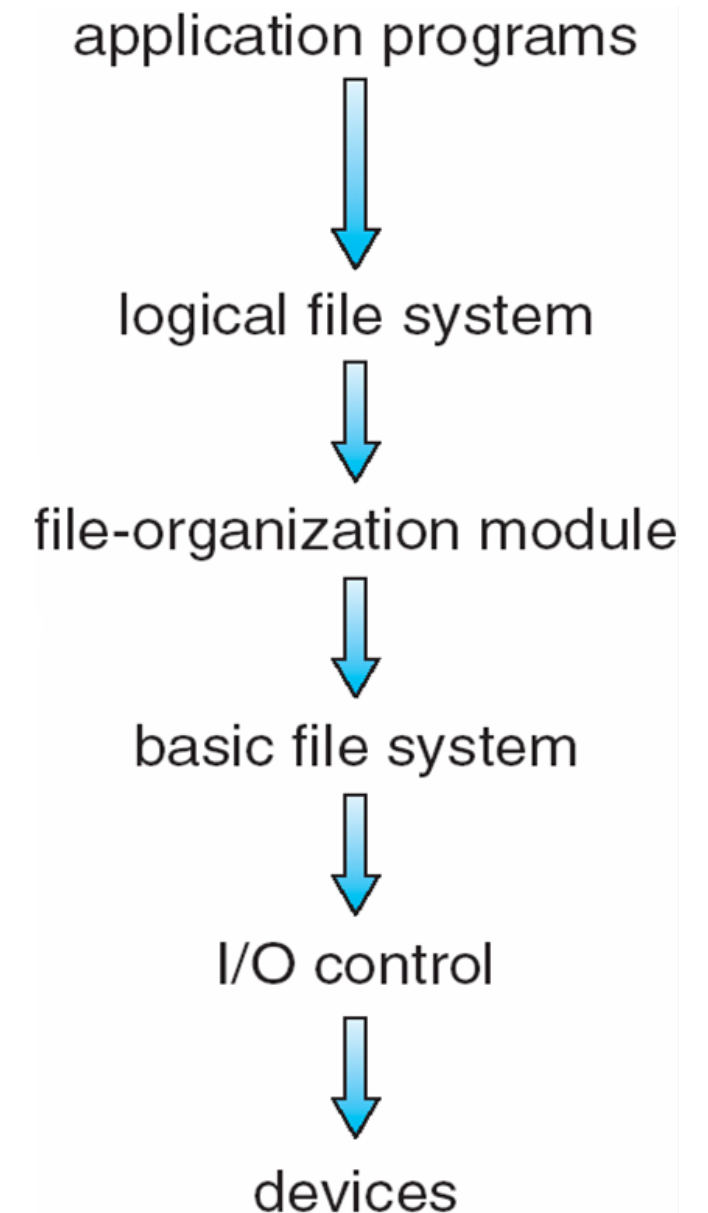 application programs
logical file system
file-organization module
basic file system
I/O control
devices